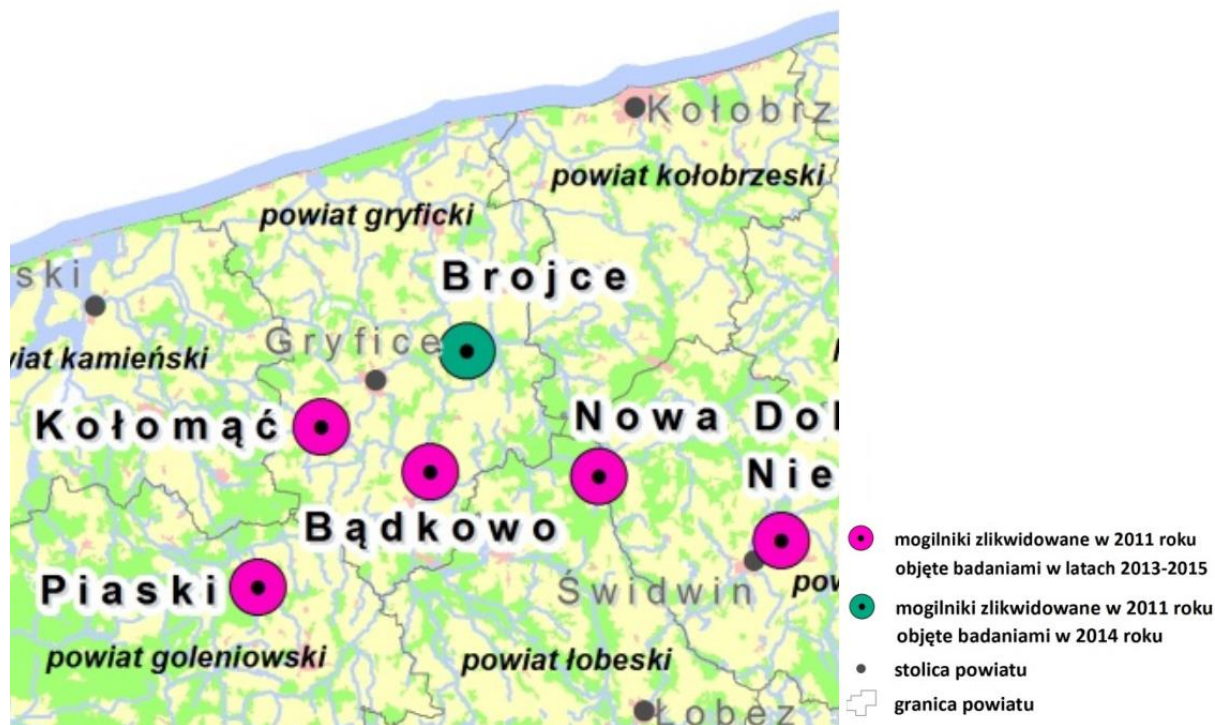 Kołobrz
powiat kołobrzeski
powiat gryficki
Brojce
ski
Gryfice
wiat kamieński
Kołomąć
Nowa Dol
Nie
Bądkowo
Piaski
Świdwin
pow
powiat goleniowski
powiat łobeski
Łobez
mogilniki zlikwidowane w 2011 roku
objęte badaniami w latach 2013-2015
mogilniki zlikwidowane w 2011 roku
objęte badaniami w 2014 roku
stolica powiatu
granica powiatu